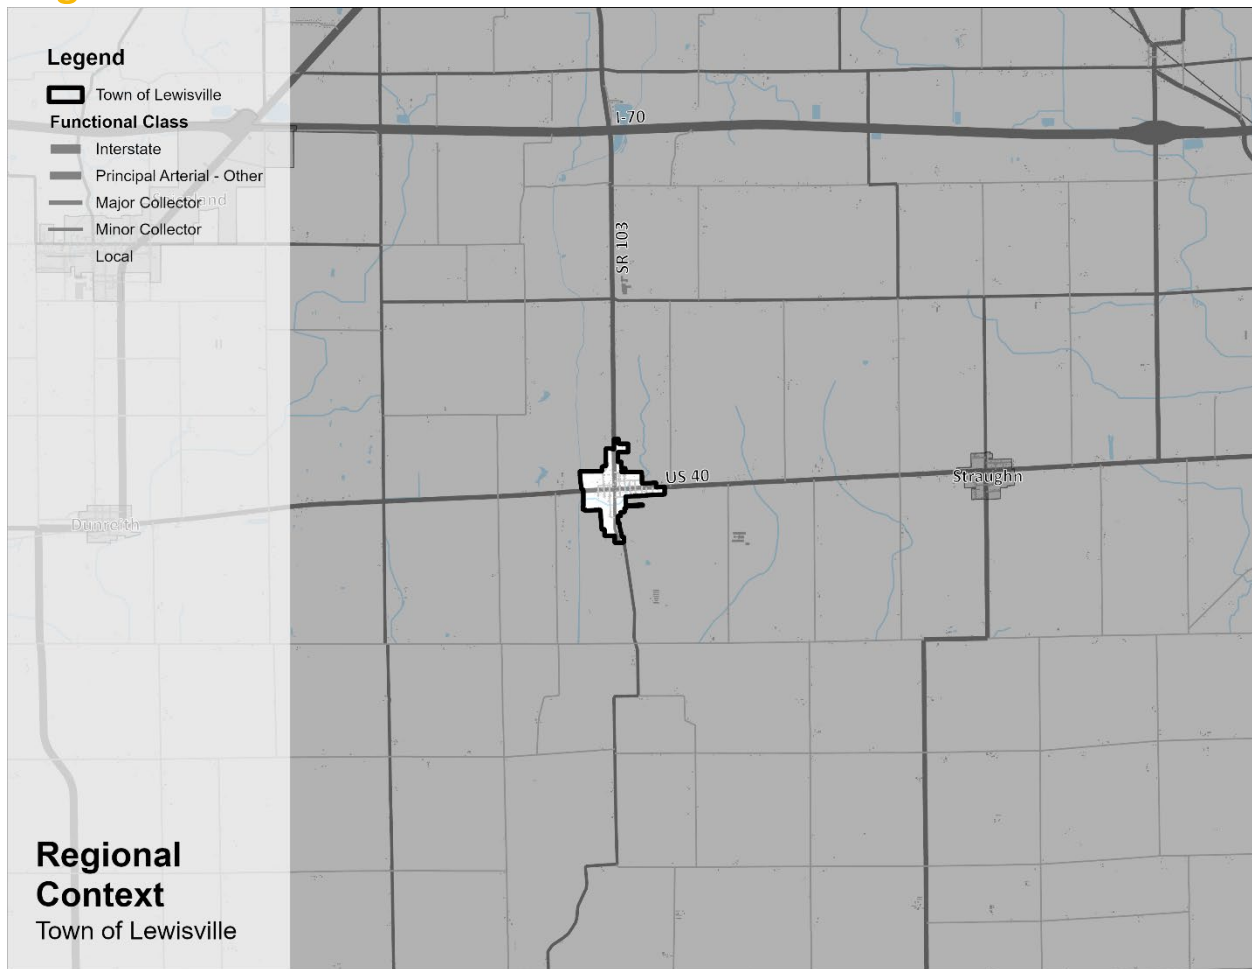 Legend
Town of Lewisville
Functional Class
Interstate
Principal Arterial - Other
Major Collector
Minor Collector
Local
I-70
SR 103
US 40
Straughn
Dunreith
Regional
Context
Town of Lewisville